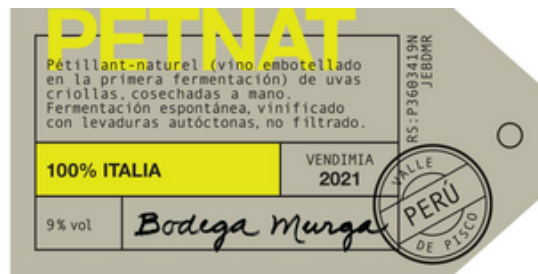 PETNAT
Pétillant-naturel (vino embotellado
en la primera fermentación) de uvas
criollas, cosechadas a mano.
Fermentación espontánea, vinificado
con levaduras autóctonas, no filtrado.
RS:P3603419N
JEBDMR
100% ITALIA
VENDIMIA
2021
9% vol
Bodega Murga
VALLE
PERÚ
DE PISCO